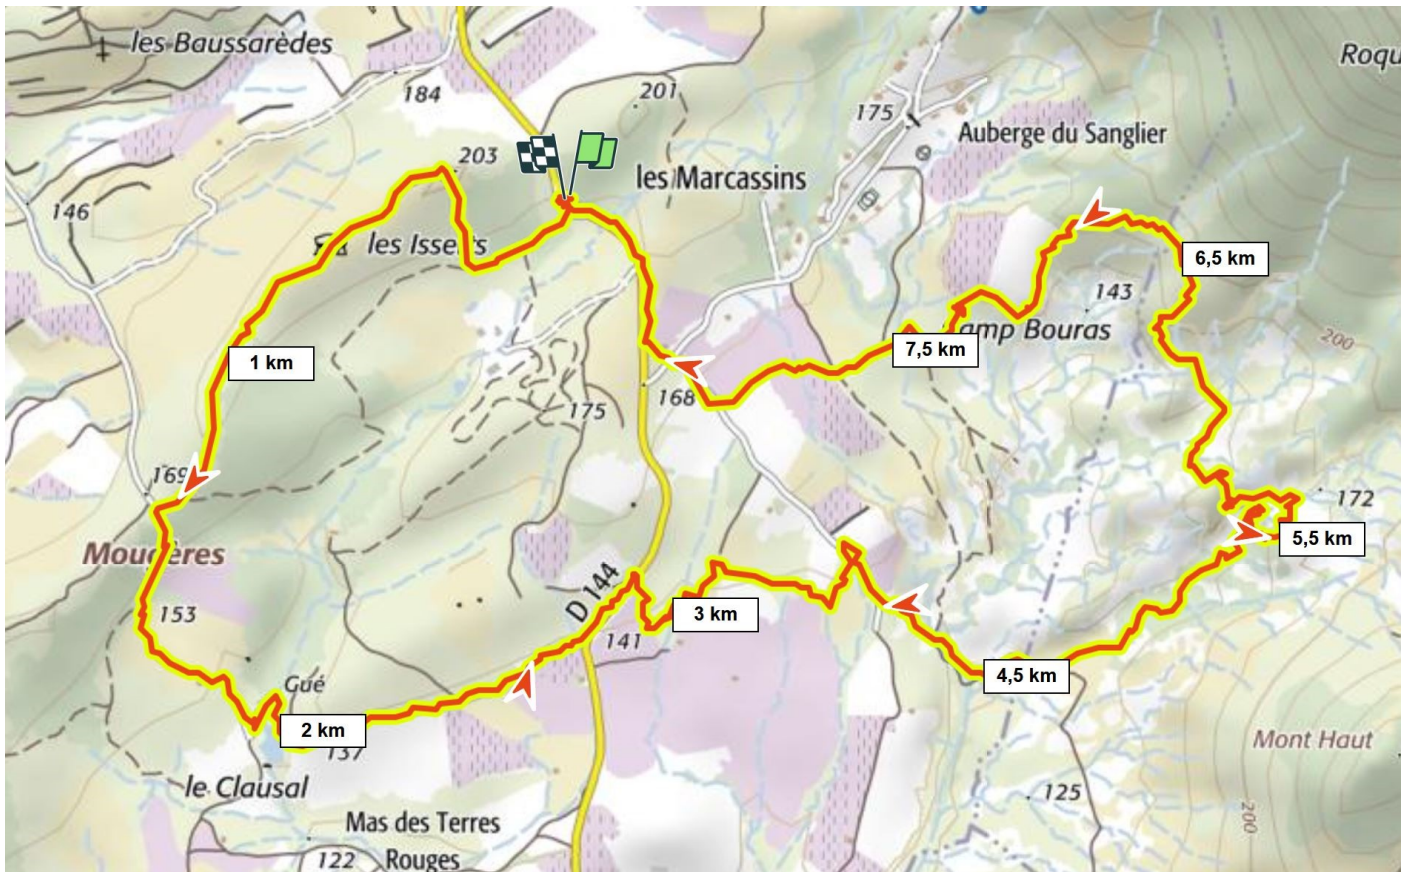 les Baussarèdes
Roqu
184
201
175
Auberge du Sanglier
203
les Marcassins
146
les Isserts
6,5 km
143
amp Bouras
200
1 km
7,5 km
168
175
169
172
Mougères
5,5 km
D 144
153
3 km
141
Gué
4,5 km
2 km
137
Mont Haut
le Clausal
125
200
Mas des Terres
Rouges
122